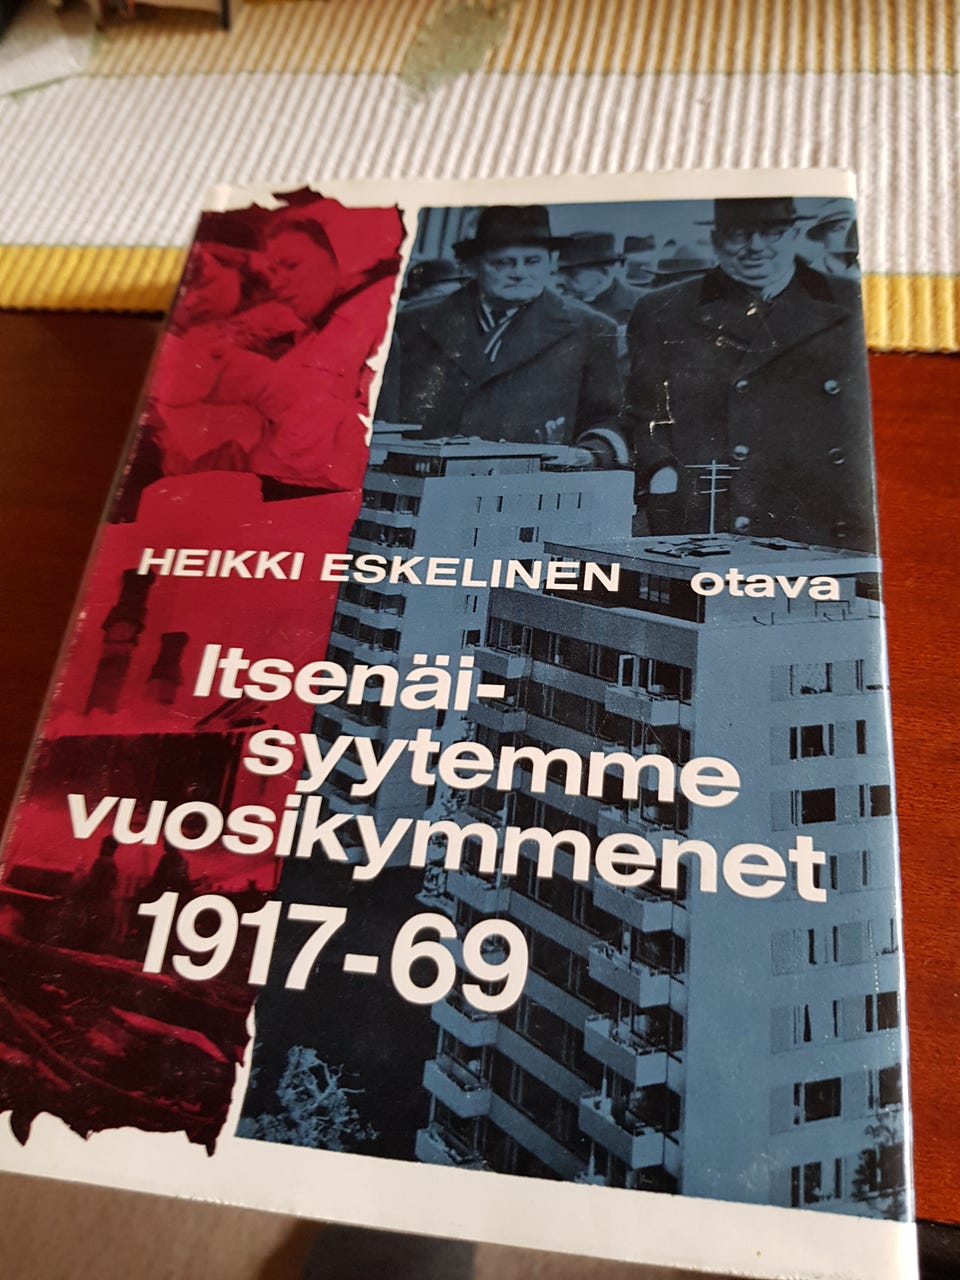 HEIKKI ESKELINEN otava
Itsenäi-
syytemme
vuosikymmenet
1917-69